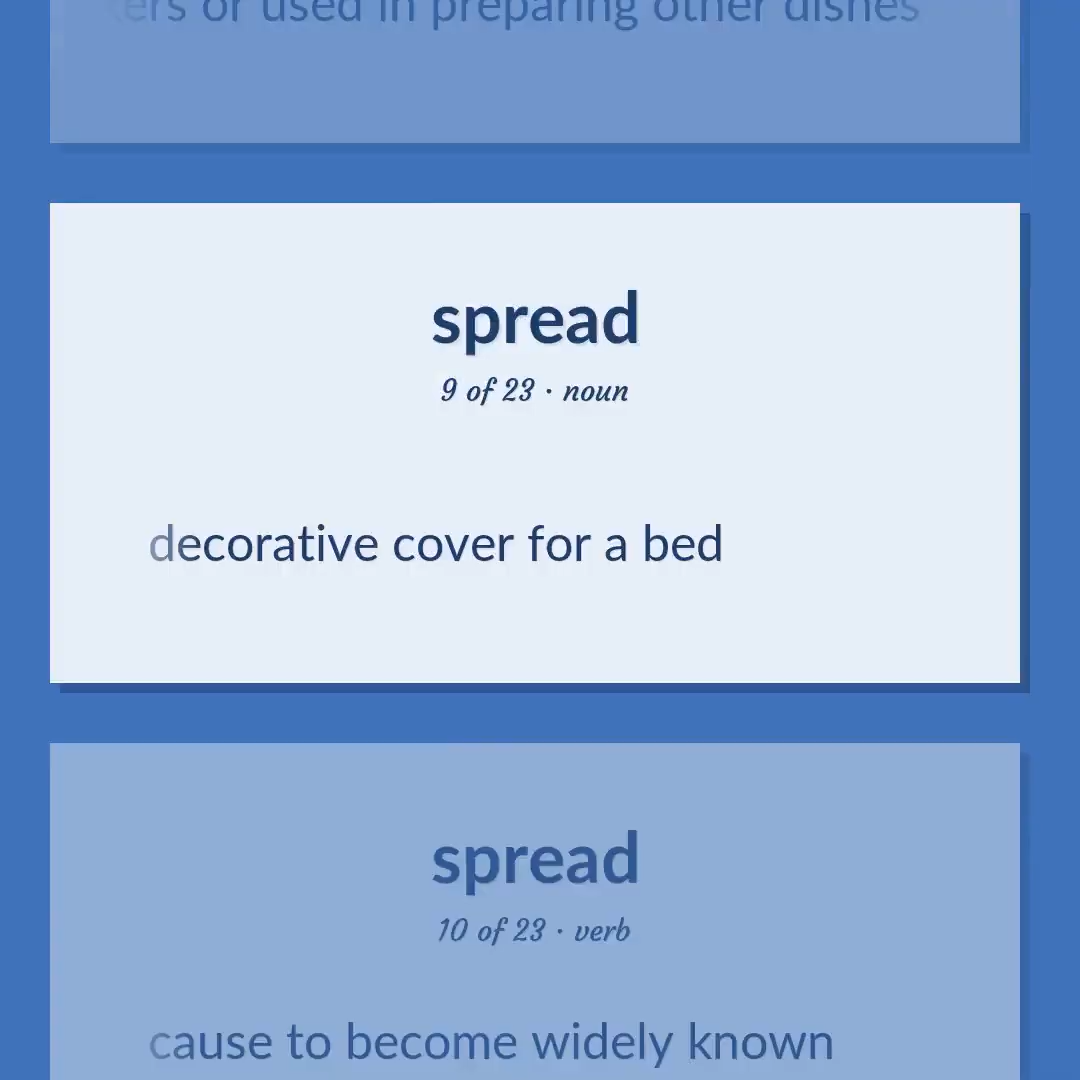 or used in preparing other dishes
spread
9 of 23 · noun
decorative cover for a bed
spread
10 of 23 · verb
cause to become widely known